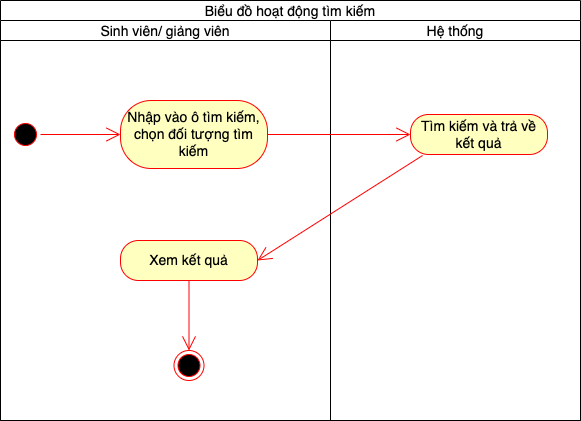 Biểu đồ hoạt động tìm kiếm
Sinh viên/ giảng viên
Hệ thống
Nhập vào ô tìm kiếm,
chọn đối tượng tìm
kiếm
Tìm kiếm và trả về
kết quả
Xem kết quả